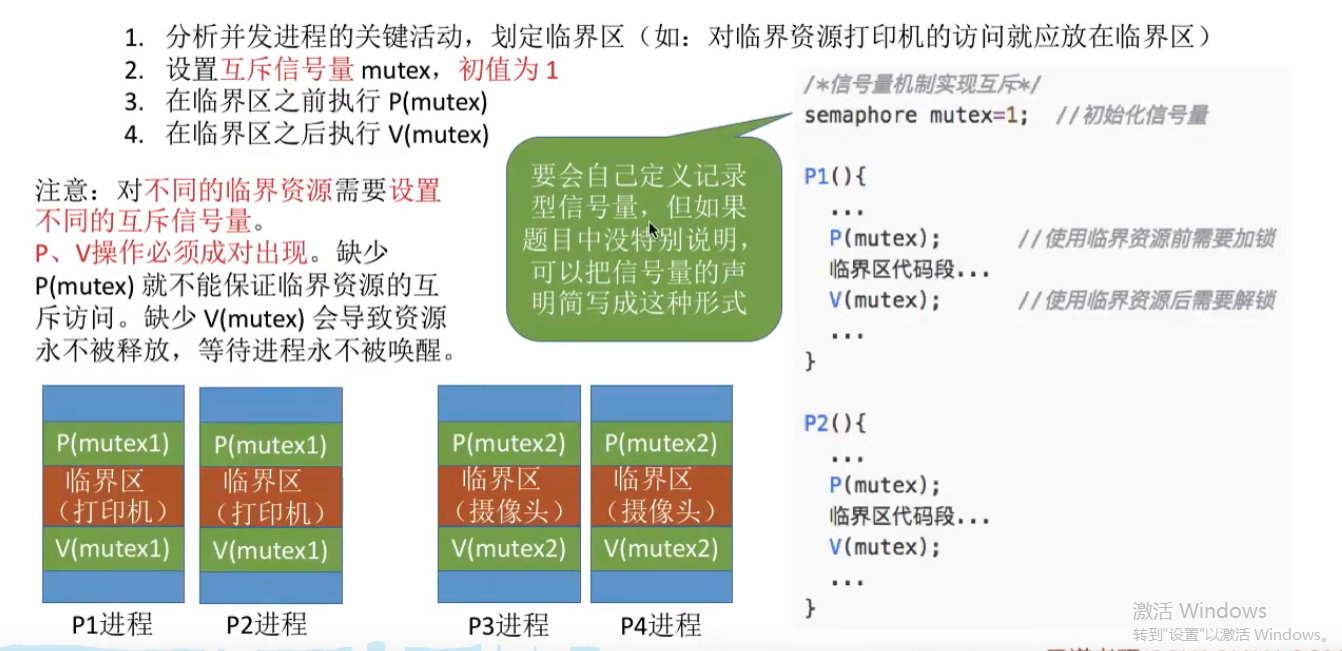 1. 分析并发进程的关键活动，划定临界区（如：对临界资源打印机的访问就应放在临界区）
2. 设置互斥信号量 mutex，初值为 1
3. 在临界区之前执行 P(mutex)
4. 在临界区之后执行 V(mutex)
注意：对不同的临界资源需要设置
不同的互斥信号量。
P、V操作必须成对出现。缺少
P(mutex) 就不能保证临界资源的互
斥访问。缺少 V(mutex) 会导致资源
永不被释放，等待进程永不被唤醒。
要会自己定义记录
型信号量，但如果
题目中没特别说明，
可以把信号量的声
明简写成这种形式
/*信号量机制实现互斥*/
semaphore mutex=1; //初始化信号量
P1(){
...
P(mutex); //使用临界资源前需要加锁
临界区代码段...
V(mutex); //使用临界资源后需要解锁
...
}
P2(){
...
P(mutex);
临界区代码段...
V(mutex);
...
}
P(mutex1)
临界区
（打印机）
V(mutex1)
P1进程
P(mutex1)
临界区
（打印机）
V(mutex1)
P2进程
P(mutex2)
临界区
（摄像头）
V(mutex2)
P3进程
P(mutex2)
临界区
（摄像头）
V(mutex2)
P4进程
激活 Windows
转到"设置"以激活 Windows。